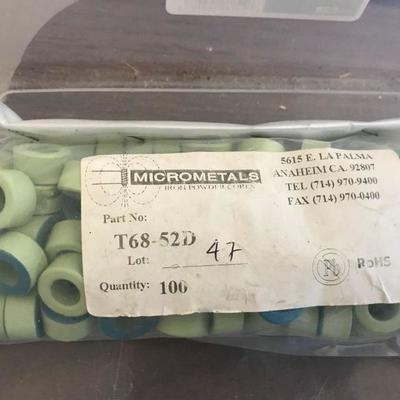 MICROMETALS
IRON POWDER CORES
5615 E. LA PALMA
ANAHEIM CA. 92807
TEL (714) 970-9400
FAX (714) 970-0400
Part No:
T68-52D
Lot: 47
Quantity: 100
RoHS